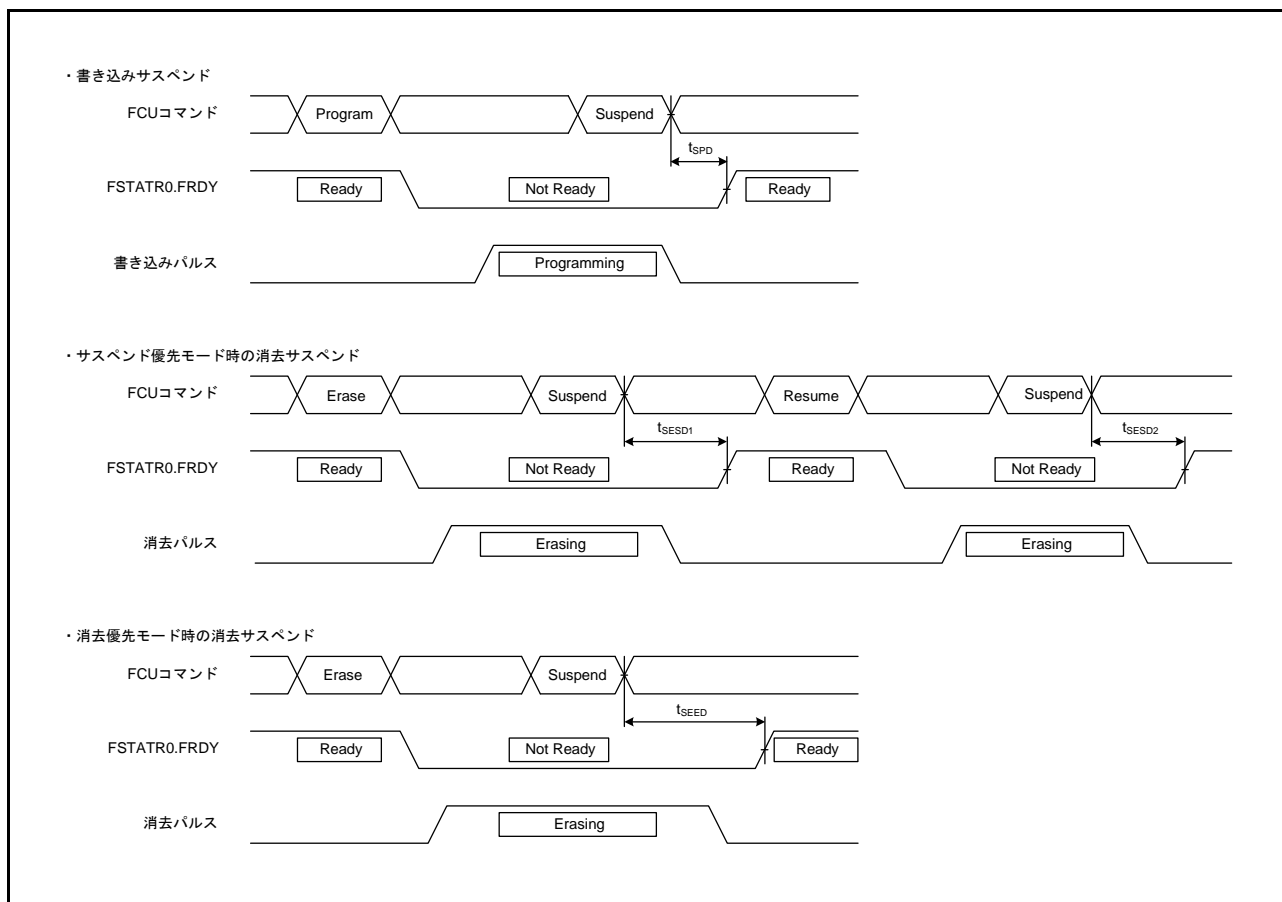 ・書き込みサスペンド
FCUコマンド
Program
Suspend
tSPD
FSTATR0.FRDY
Ready
Not Ready
Ready
書き込みパルス
Programming
・サスペンド優先モード時の消去サスペンド
FCUコマンド
Erase
Suspend
Resume
Suspend
tSESD1
tSESD2
FSTATR0.FRDY
Ready
Not Ready
Ready
Not Ready
消去パルス
Erasing
Erasing
・消去優先モード時の消去サスペンド
FCUコマンド
Erase
Suspend
tSEED
FSTATR0.FRDY
Ready
Not Ready
Ready
消去パルス
Erasing